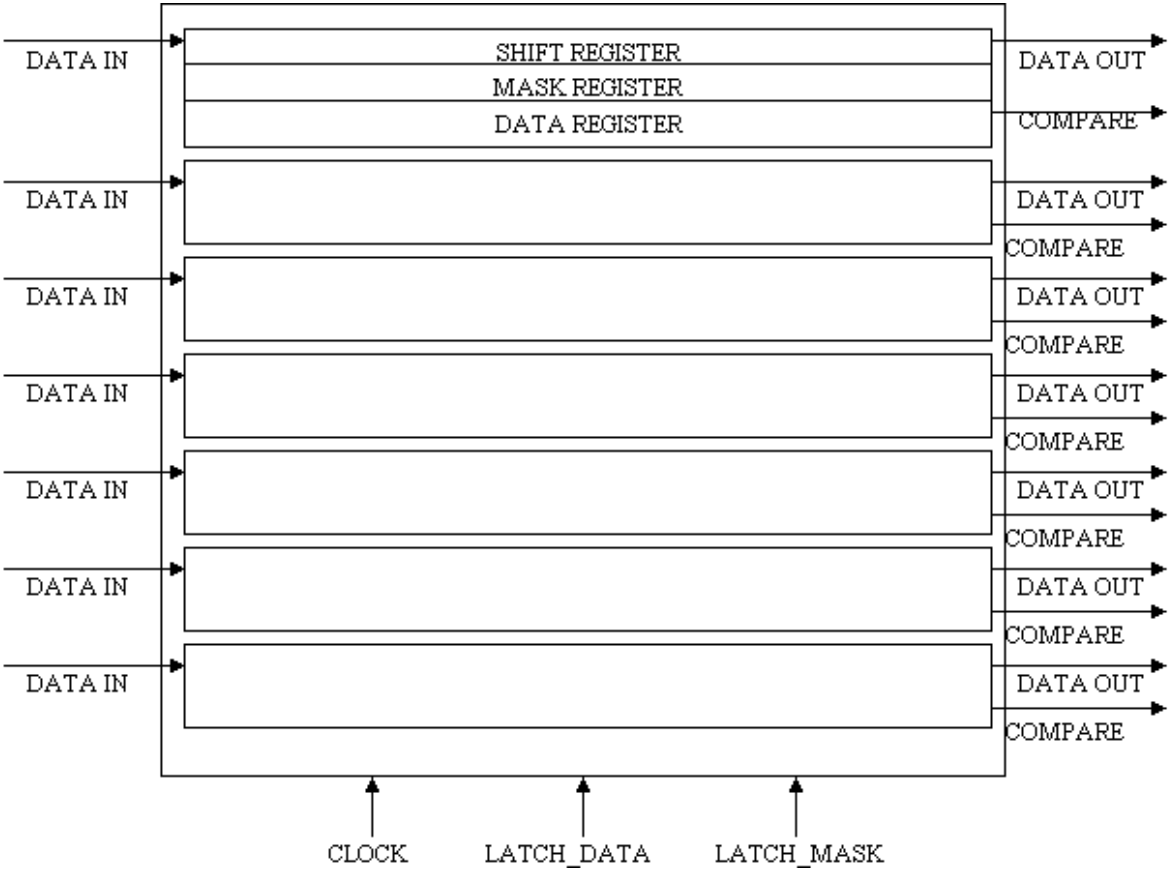 SHIFT REGISTER
DATA IN
DATA OUT
MASK REGISTER
DATA REGISTER
COMPARE
DATA IN
DATA OUT
COMPARE
DATA IN
DATA OUT
COMPARE
DATA IN
DATA OUT
COMPARE
DATA IN
DATA OUT
COMPARE
DATA IN
DATA OUT
COMPARE
DATA IN
DATA OUT
COMPARE
CLOCK
LATCH_DATA
LATCH_MASK